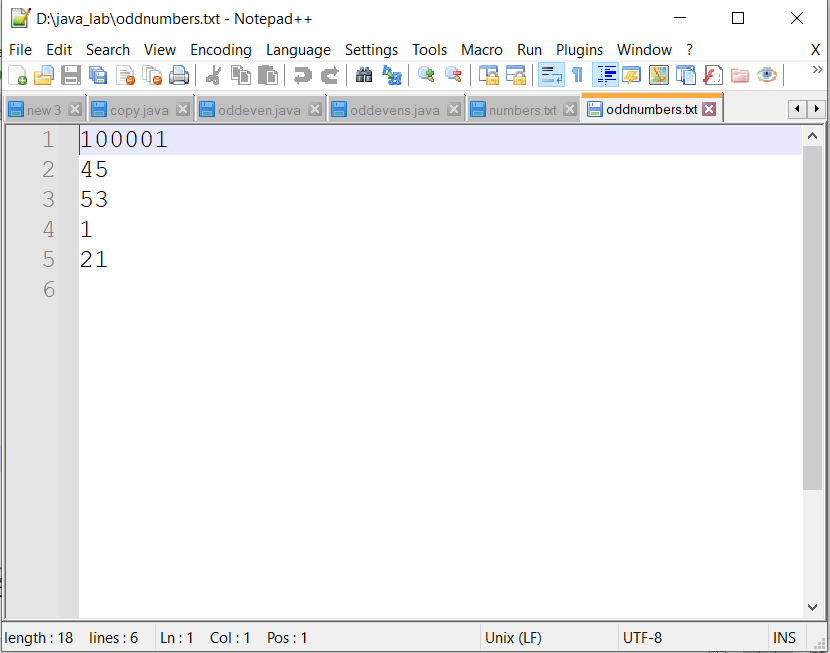 D:\java_lab\oddnumbers.txt - Notepad++
File Edit Search View Encoding Language Settings Tools Macro Run Plugins Window ? X
new 3 copy.java oddeven.java oddevens.java numbers.txt oddnumbers.txt
1 100001
2 45
3 53
4 1
5 21
6
length : 18 lines : 6 Ln : 1 Col : 1 Pos : 1 Unix (LF) UTF-8 INS